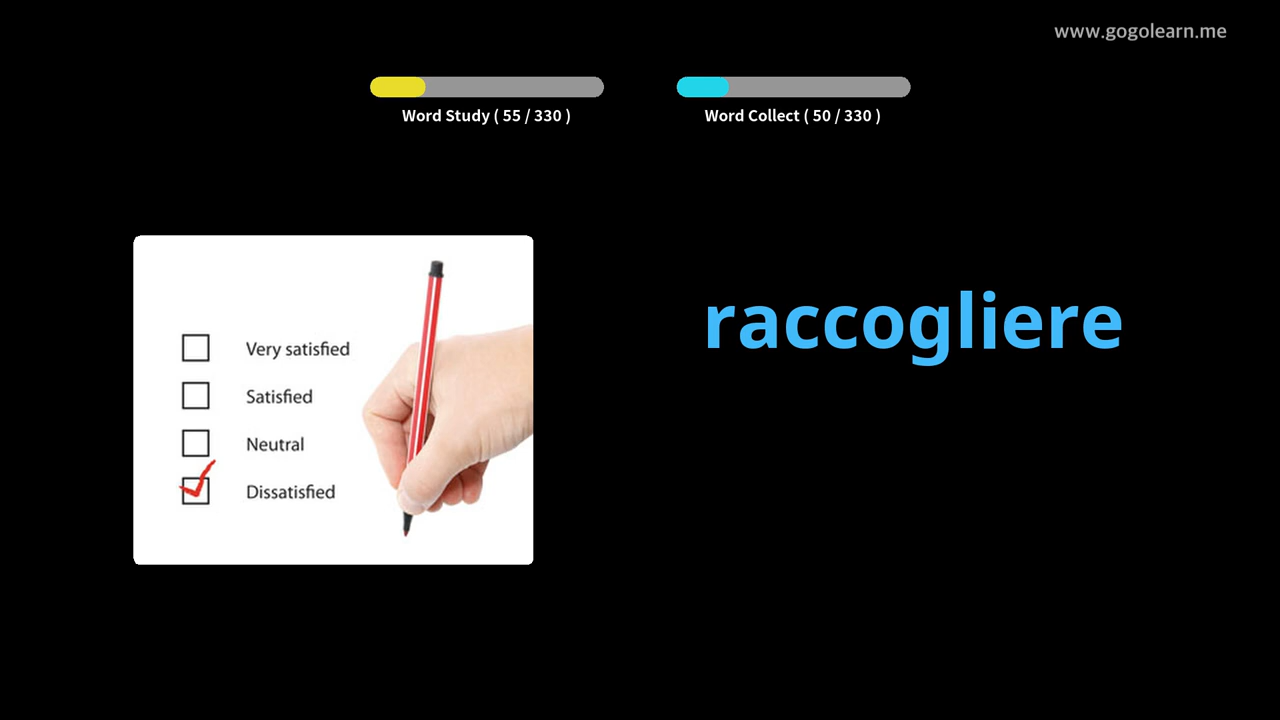 www.gogolearn.me
Word Study ( 55 / 330 )
Word Collect ( 50 / 330 )
raccogliere
Very satisfied
Satisfied
Neutral
Dissatisfied